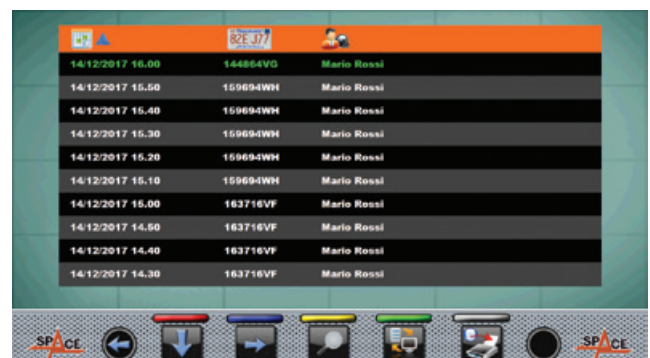 82E J77
14/12/2017 16.00 144864VG Mario Rossi
14/12/2017 15.50 159694WH Mario Rossi
14/12/2017 15.40 159694WH Mario Rossi
14/12/2017 15.30 159694WH Mario Rossi
14/12/2017 15.20 159694WH Mario Rossi
14/12/2017 15.10 159694WH Mario Rossi
14/12/2017 15.00 163716VF Mario Rossi
14/12/2017 14.50 163716VF Mario Rossi
14/12/2017 14.40 163716VF Mario Rossi
14/12/2017 14.30 163716VF Mario Rossi
SPACE SPACE